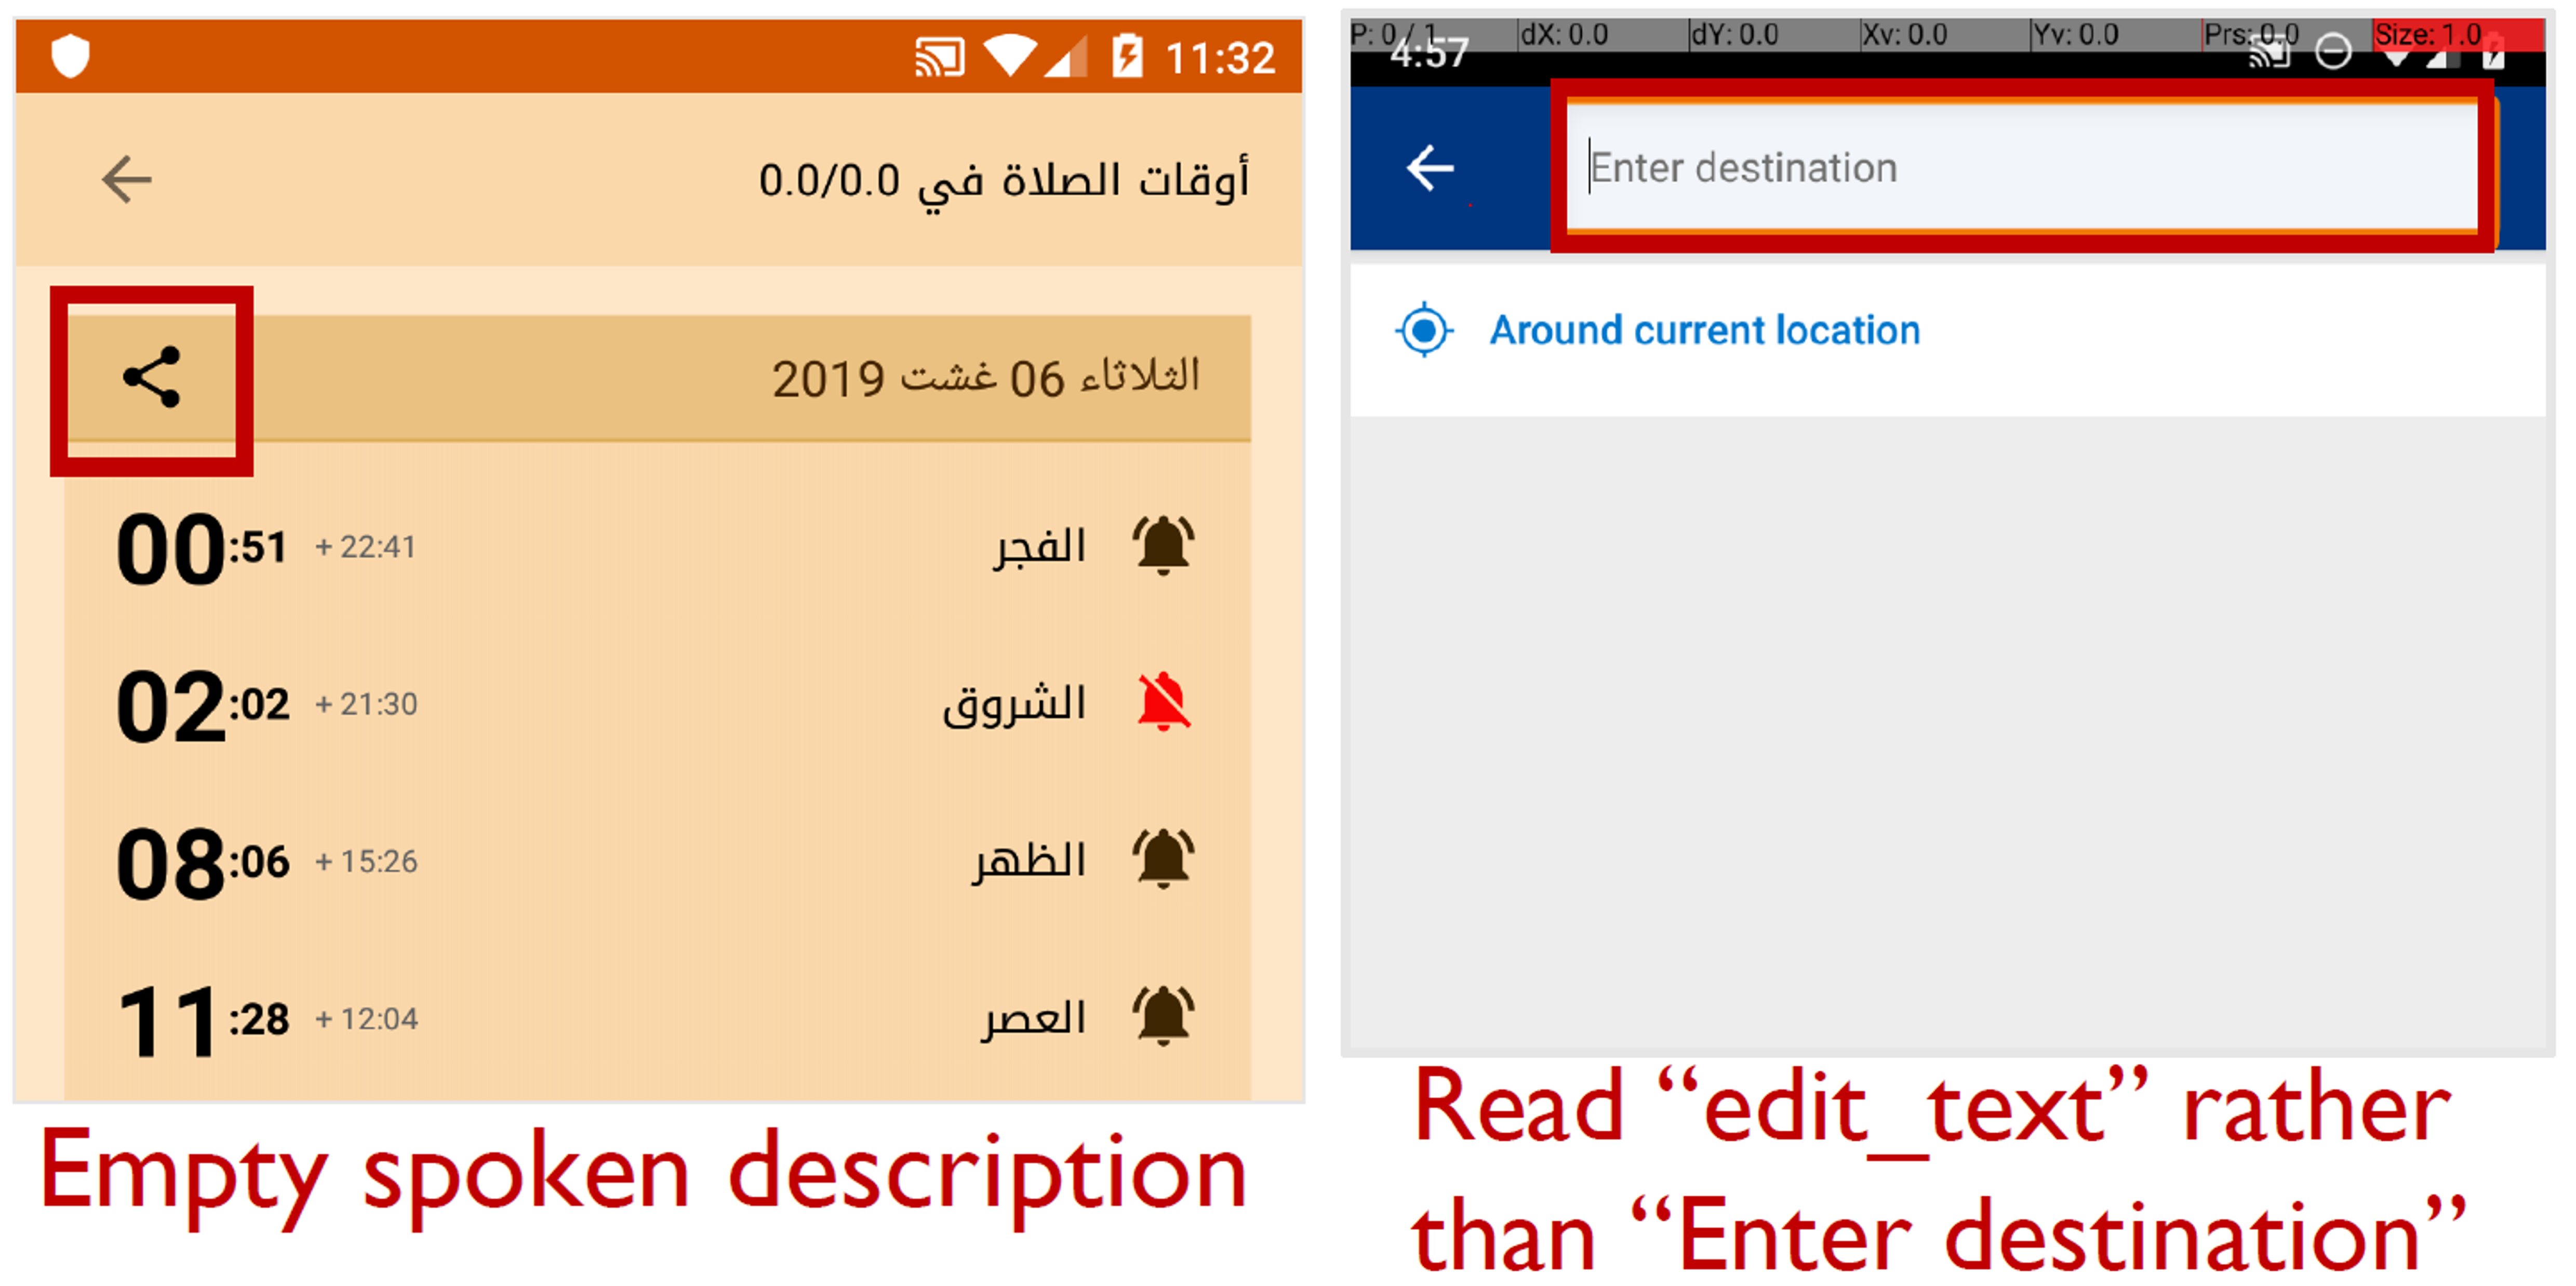 11:32
أوقات الصلاة في 0.0/0.0
الثلاثاء 06 غشت 2019
00:51 + 22:41 الفجر
02:02 + 21:30 الشروق
08:06 + 15:26 الظهر
11:28 + 12:04 العصر
Empty spoken description
P: 0 / 1 dX: 0.0 dY: 0.0 Xv: 0.0 Yv: 0.0 Prs: 0.0 Size: 1.0
4:57
Enter destination
Around current location
Read “edit_text” rather
than “Enter destination”